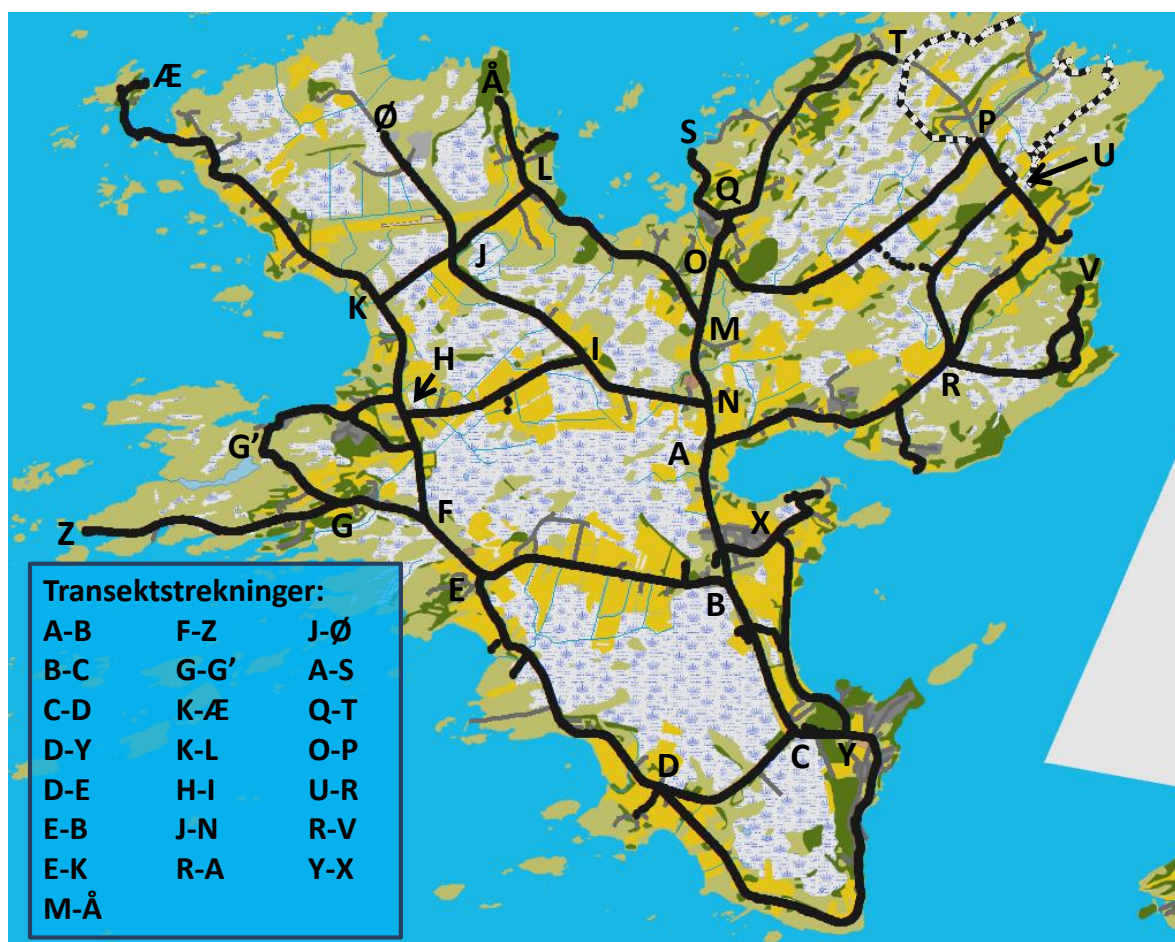 Æ
Ø
Å
L
J
K
H
I
G'
G
F
Z
E
T
S
Q
P
U
O
V
M
N
R
A
X
B
D
C
Y
Transektstrekninger:
A-B F-Z J-Ø
B-C G-G' A-S
C-D K-Æ Q-T
D-Y K-L O-P
D-E H-I U-R
E-B J-N R-V
E-K R-A Y-X
M-Å